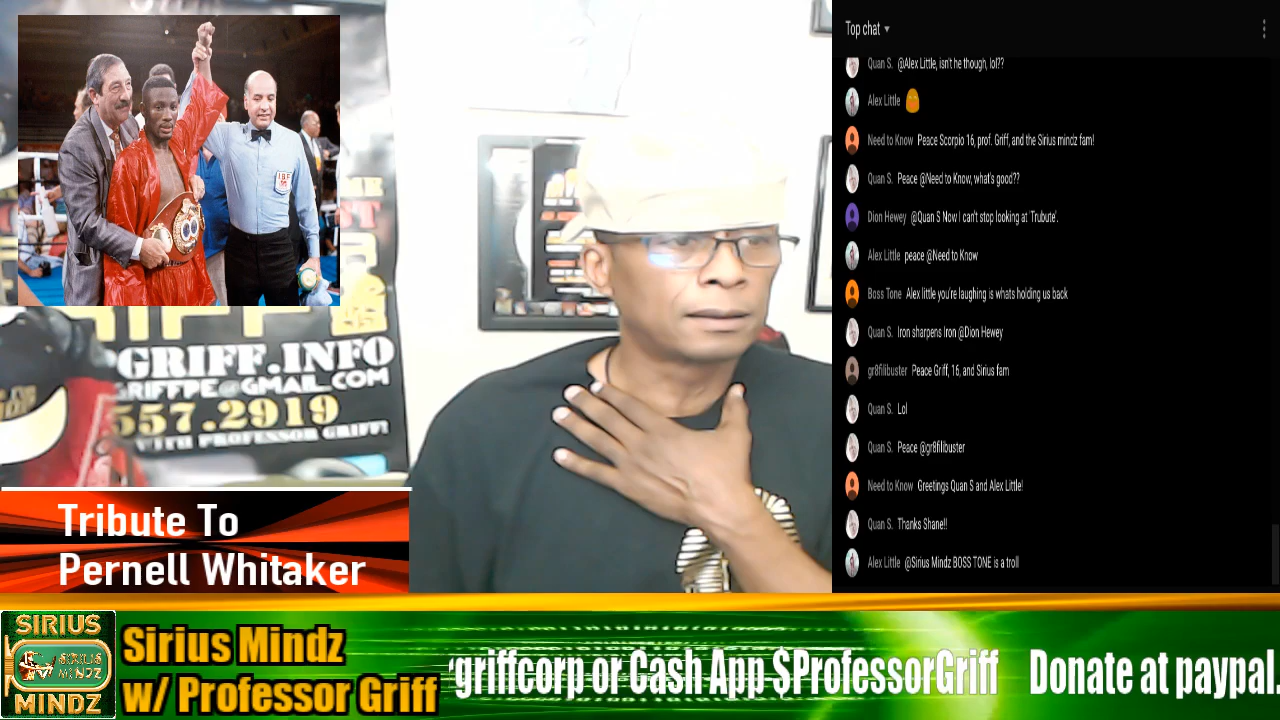 IBF
GRIFF
PGRIFF.INFO
GRIFFPE@GMAIL.COM
557.2919
WITH PROFESSOR GRIFF!
Tribute To
Pernell Whitaker
Top chat
Quan S. @Alex Little, isn't he though, lol??
Alex Little
Need to Know Peace Scorpio 16, prof. Griff, and the Sirius mindz fam!
Quan S. Peace @Need to Know, what's good??
Dion Hewey @Quan S Now I can't stop looking at 'Trubute'.
Alex Little peace @Need to Know
Boss Tone Alex little you're laughing is whats holding us back
Quan S. Iron sharpens Iron @Dion Hewey
gr8filibuster Peace Griff, 16, and Sirius fam
Quan S. Lol
Quan S. Peace @gr8filibuster
Need to Know Greetings Quan S and Alex Little!
Quan S. Thanks Shane!!
Alex Little @Sirius Mindz BOSS TONE is a troll
SIRIUS
SIRIUS
MINDZ
MINDZ
Sirius Mindz
w/ Professor Griff
griffcorp or Cash App $ProfessorGriff Donate at paypal.